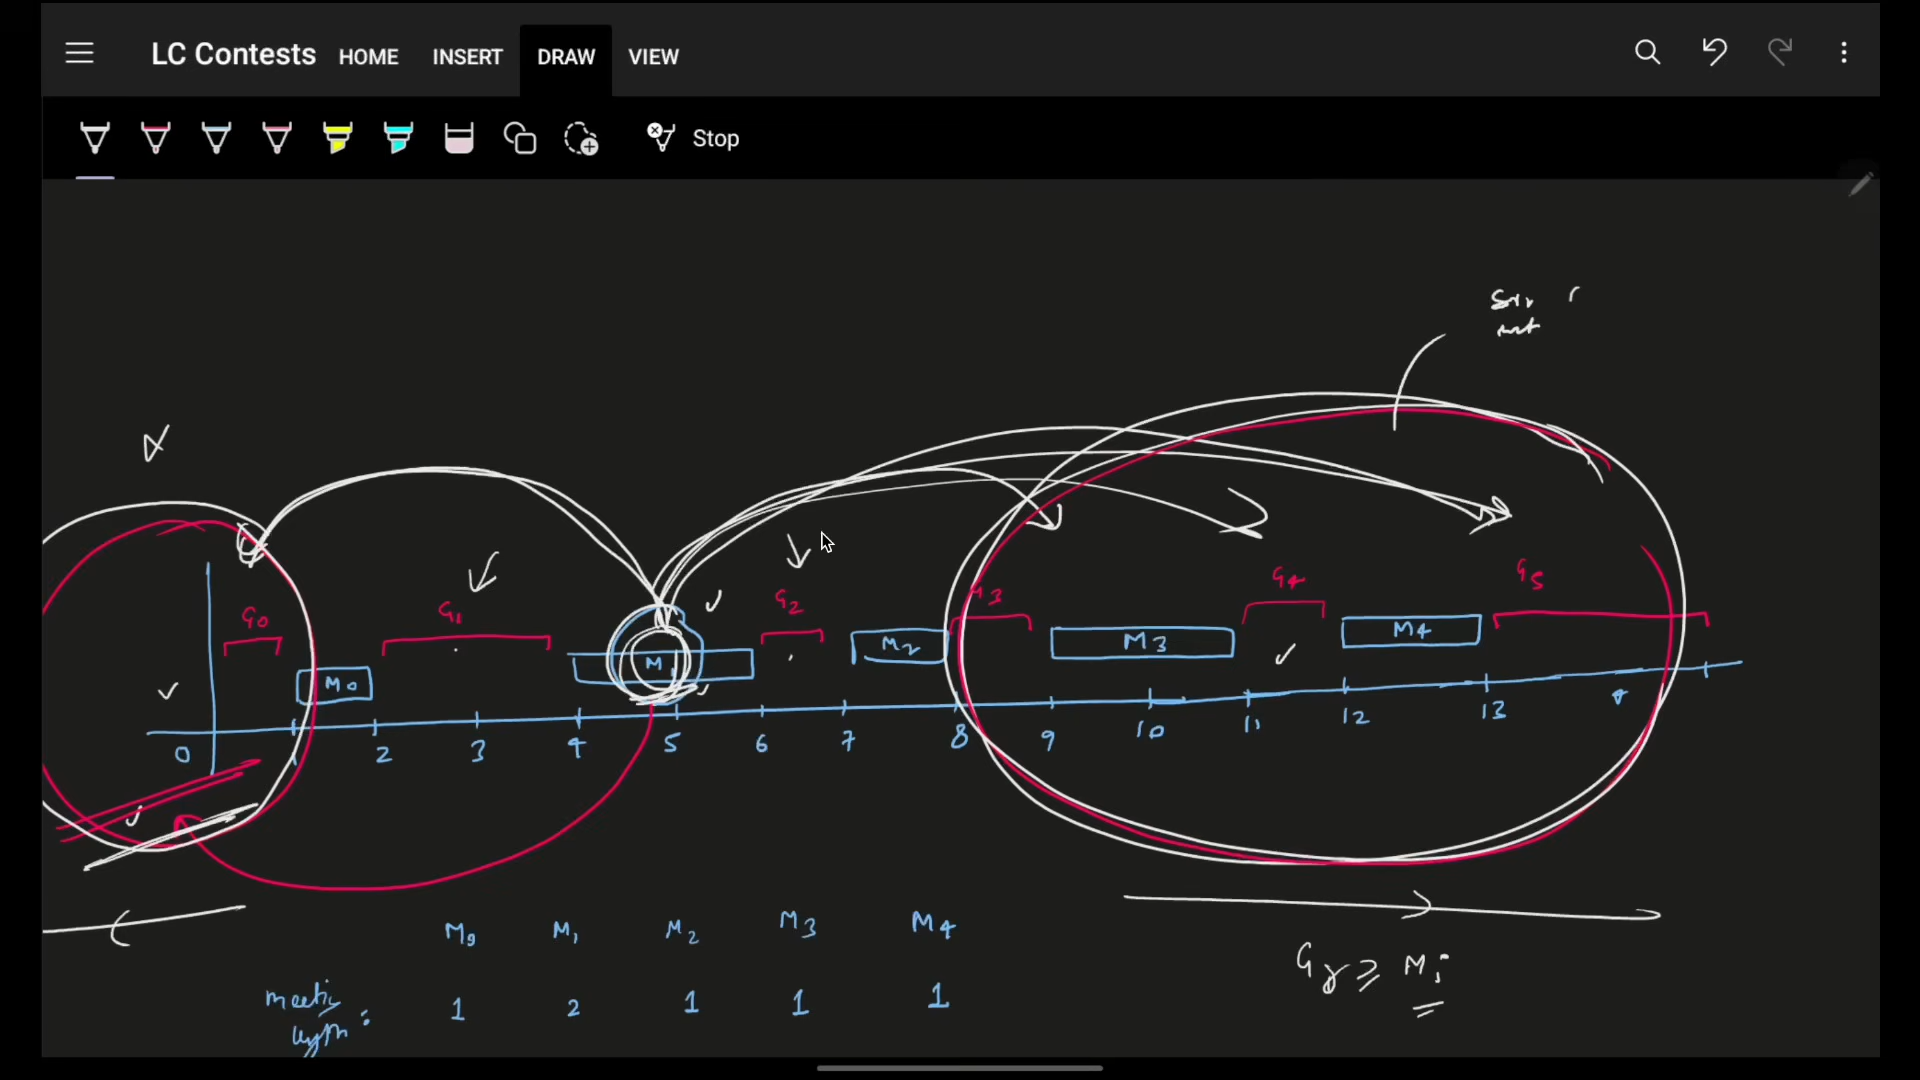 LC Contests HOME INSERT DRAW VIEW
Stop
G0 G1 G2 G3 G4 G5
M0 M1 M2 M3 M4
0 2 3 4 5 6 7 8 9 10 11 12 13
M0 M1 M2 M3 M4
1 2 1 1 1
Gr ≥ Mi